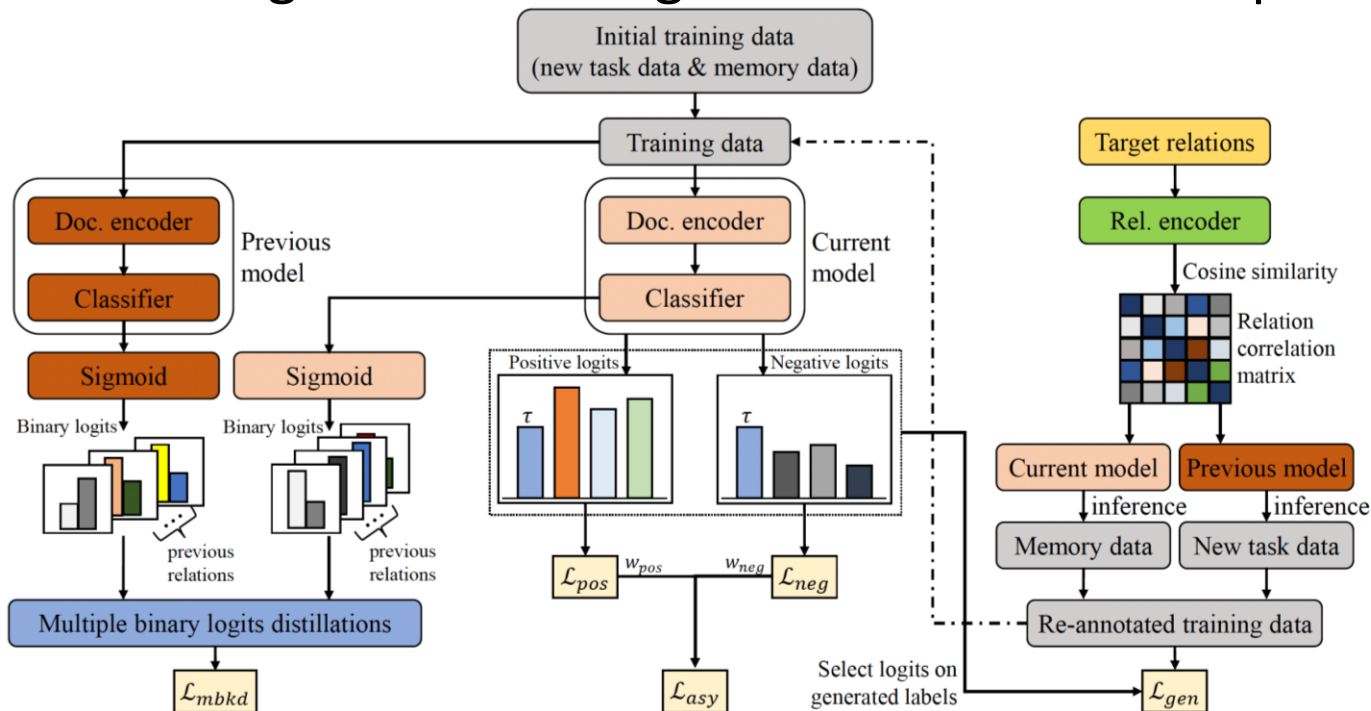 Initial training data
(new task data & memory data)
Training data
Target relations
Doc. encoder
Previous
model
Classifier
Doc. encoder
Current
model
Classifier
Rel. encoder
Cosine similarity
Relation
correlation
matrix
Sigmoid
Sigmoid
Positive logits
Negative logits
τ
τ
Binary logits
Binary logits
...
previous
relations
...
previous
relations
Current model
Previous model
inference
inference
Memory data
New task data
ℒpos
wpos
wneg
ℒneg
Multiple binary logits distillations
Re-annotated training data
Select logits on
generated labels
ℒmbkd
ℒasy
ℒgen